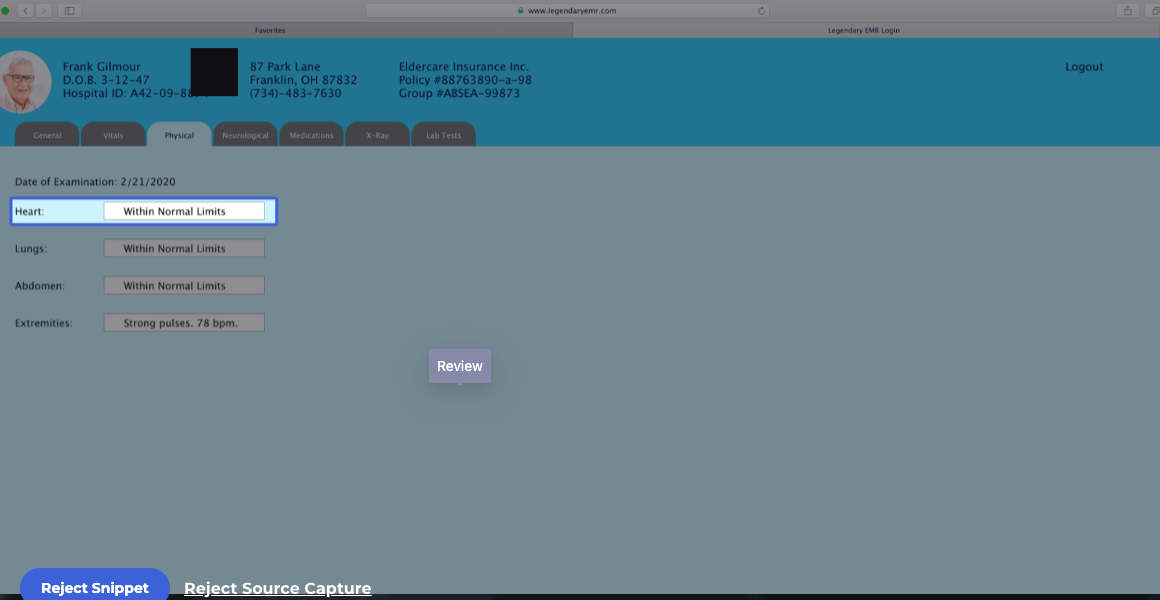 www.legendaryemr.com
Favorites
Legendary EMR Login
Frank Gilmour
D.O.B. 3-12-47
Hospital ID: A42-09-88
87 Park Lane
Franklin, OH 87832
(734)-483-7630
Eldercare Insurance Inc.
Policy #88763890-a-98
Group #ABSEA-99873
Logout
General
Vitals
Physical
Neurological
Medications
X-Ray
Lab Tests
Date of Examination: 2/21/2020
Heart: Within Normal Limits
Lungs: Within Normal Limits
Abdomen: Within Normal Limits
Extremities: Strong pulses. 78 bpm.
Review
Reject Snippet
Reject Source Capture